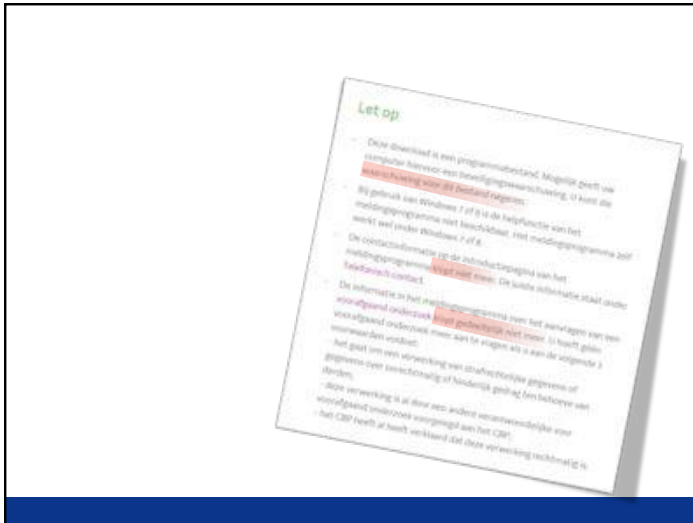 Let op
- Deze download is een programmabestand. Mogelijk geeft uw
computer hiervoor een beveiligingswaarschuwing. U kunt die
waarschuwing voor dit bestand negeren.
- Bij gebruik van Windows 7 of 8 is de helpfunctie van het
meldingsprogramma niet beschikbaar. Het meldingsprogramma zelf
werkt wel onder Windows 7 of 8.
- De contactinformatie op de introductiepagina van het
meldingsprogramma klopt niet meer. De juiste informatie staat onder
Telefonisch contact.
- De informatie in het meldingsprogramma over het aanvragen van een
voorafgaand onderzoek klopt gedeeltelijk niet meer. U hoeft géén
voorafgaand onderzoek meer aan te vragen als u aan de volgende 3
voorwaarden voldoet:
- het gaat om een verwerking van strafrechtelijke gegevens of
gegevens over onrechtmatig of hinderlijk gedrag ten behoeve van
derden;
- deze verwerking is al door een andere verantwoordelijke voor
voorafgaand onderzoek voorgelegd aan het CBP;
- het CBP heeft al heeft verklaard dat deze verwerking rechtmatig is.